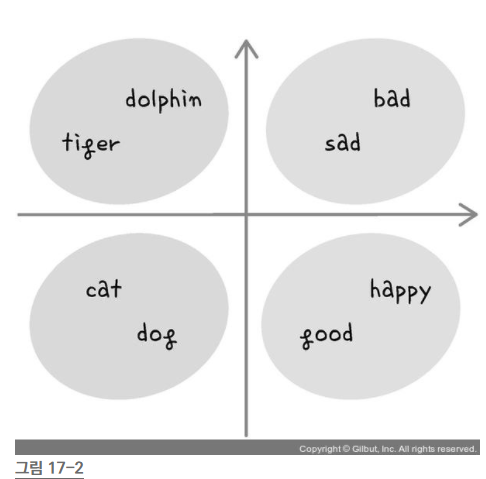 dolphin
bad
tiger
sad
cat
happy
dog
good
Copyright © Gilbut, Inc. All rights reserved.
그림 17-2